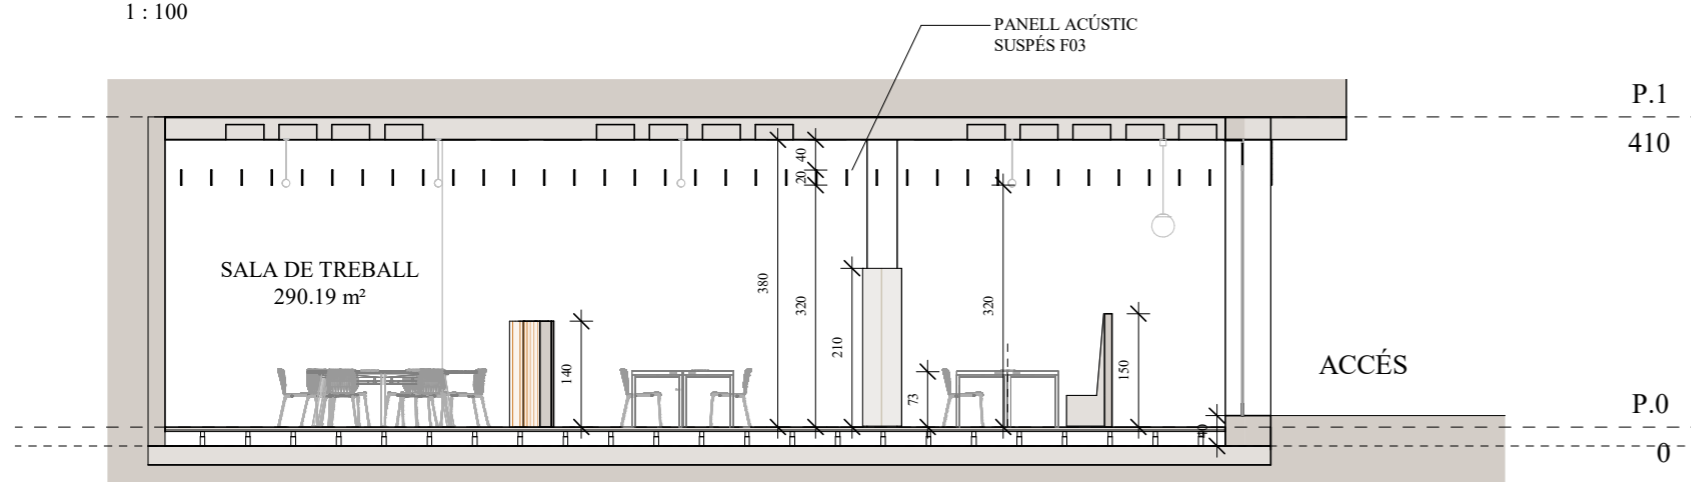 1 : 100
PANELL ACÚSTIC
SUSPÉS F03
P.1
410
40
20
SALA DE TREBALL
290.19 m²
380
320
320
210
140
150
73
ACCÉS
P.0
40
0